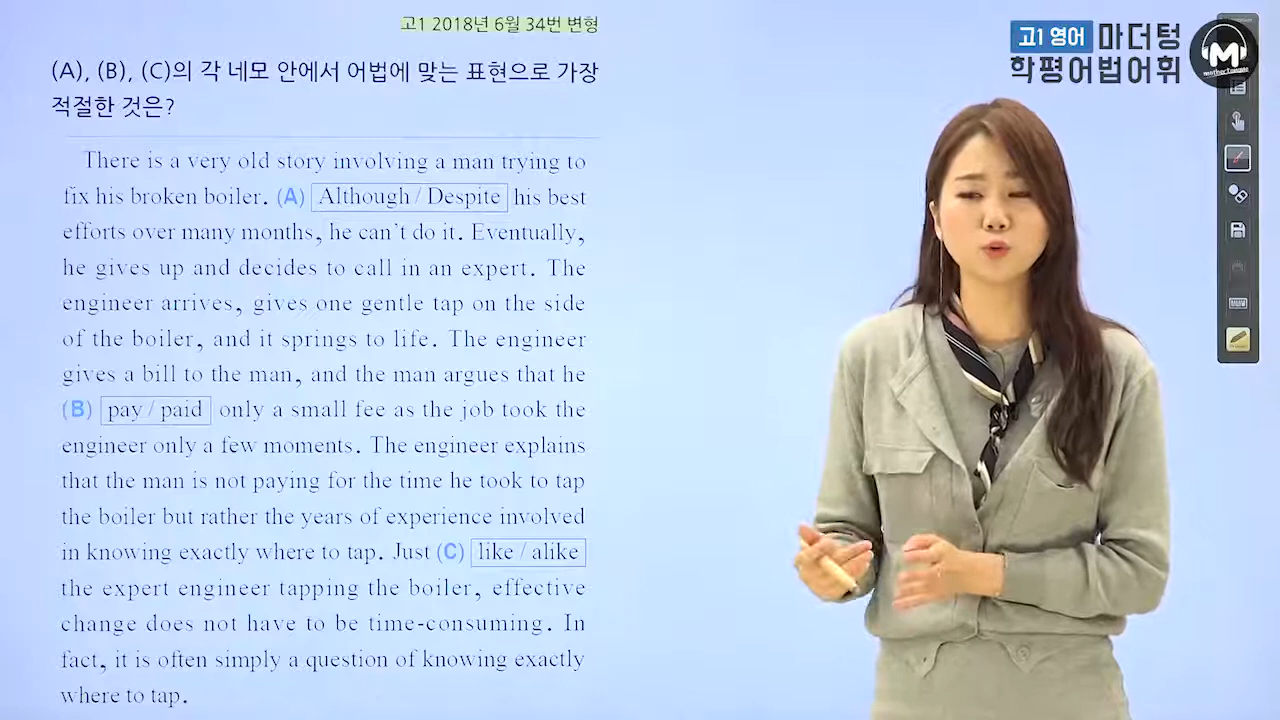 고1 2018년 6월 34번 변형
고1 영어 마더텅
학평어법어휘
M
mothertongue
(A), (B), (C)의 각 네모 안에서 어법에 맞는 표현으로 가장
적절한 것은?
There is a very old story involving a man trying to
fix his broken boiler. (A) Although / Despite his best
efforts over many months, he can't do it. Eventually,
he gives up and decides to call in an expert. The
engineer arrives, gives one gentle tap on the side
of the boiler, and it springs to life. The engineer
gives a bill to the man, and the man argues that he
(B) pay / paid only a small fee as the job took the
engineer only a few moments. The engineer explains
that the man is not paying for the time he took to tap
the boiler but rather the years of experience involved
in knowing exactly where to tap. Just (C) like / alike
the expert engineer tapping the boiler, effective
change does not have to be time-consuming. In
fact, it is often simply a question of knowing exactly
where to tap.